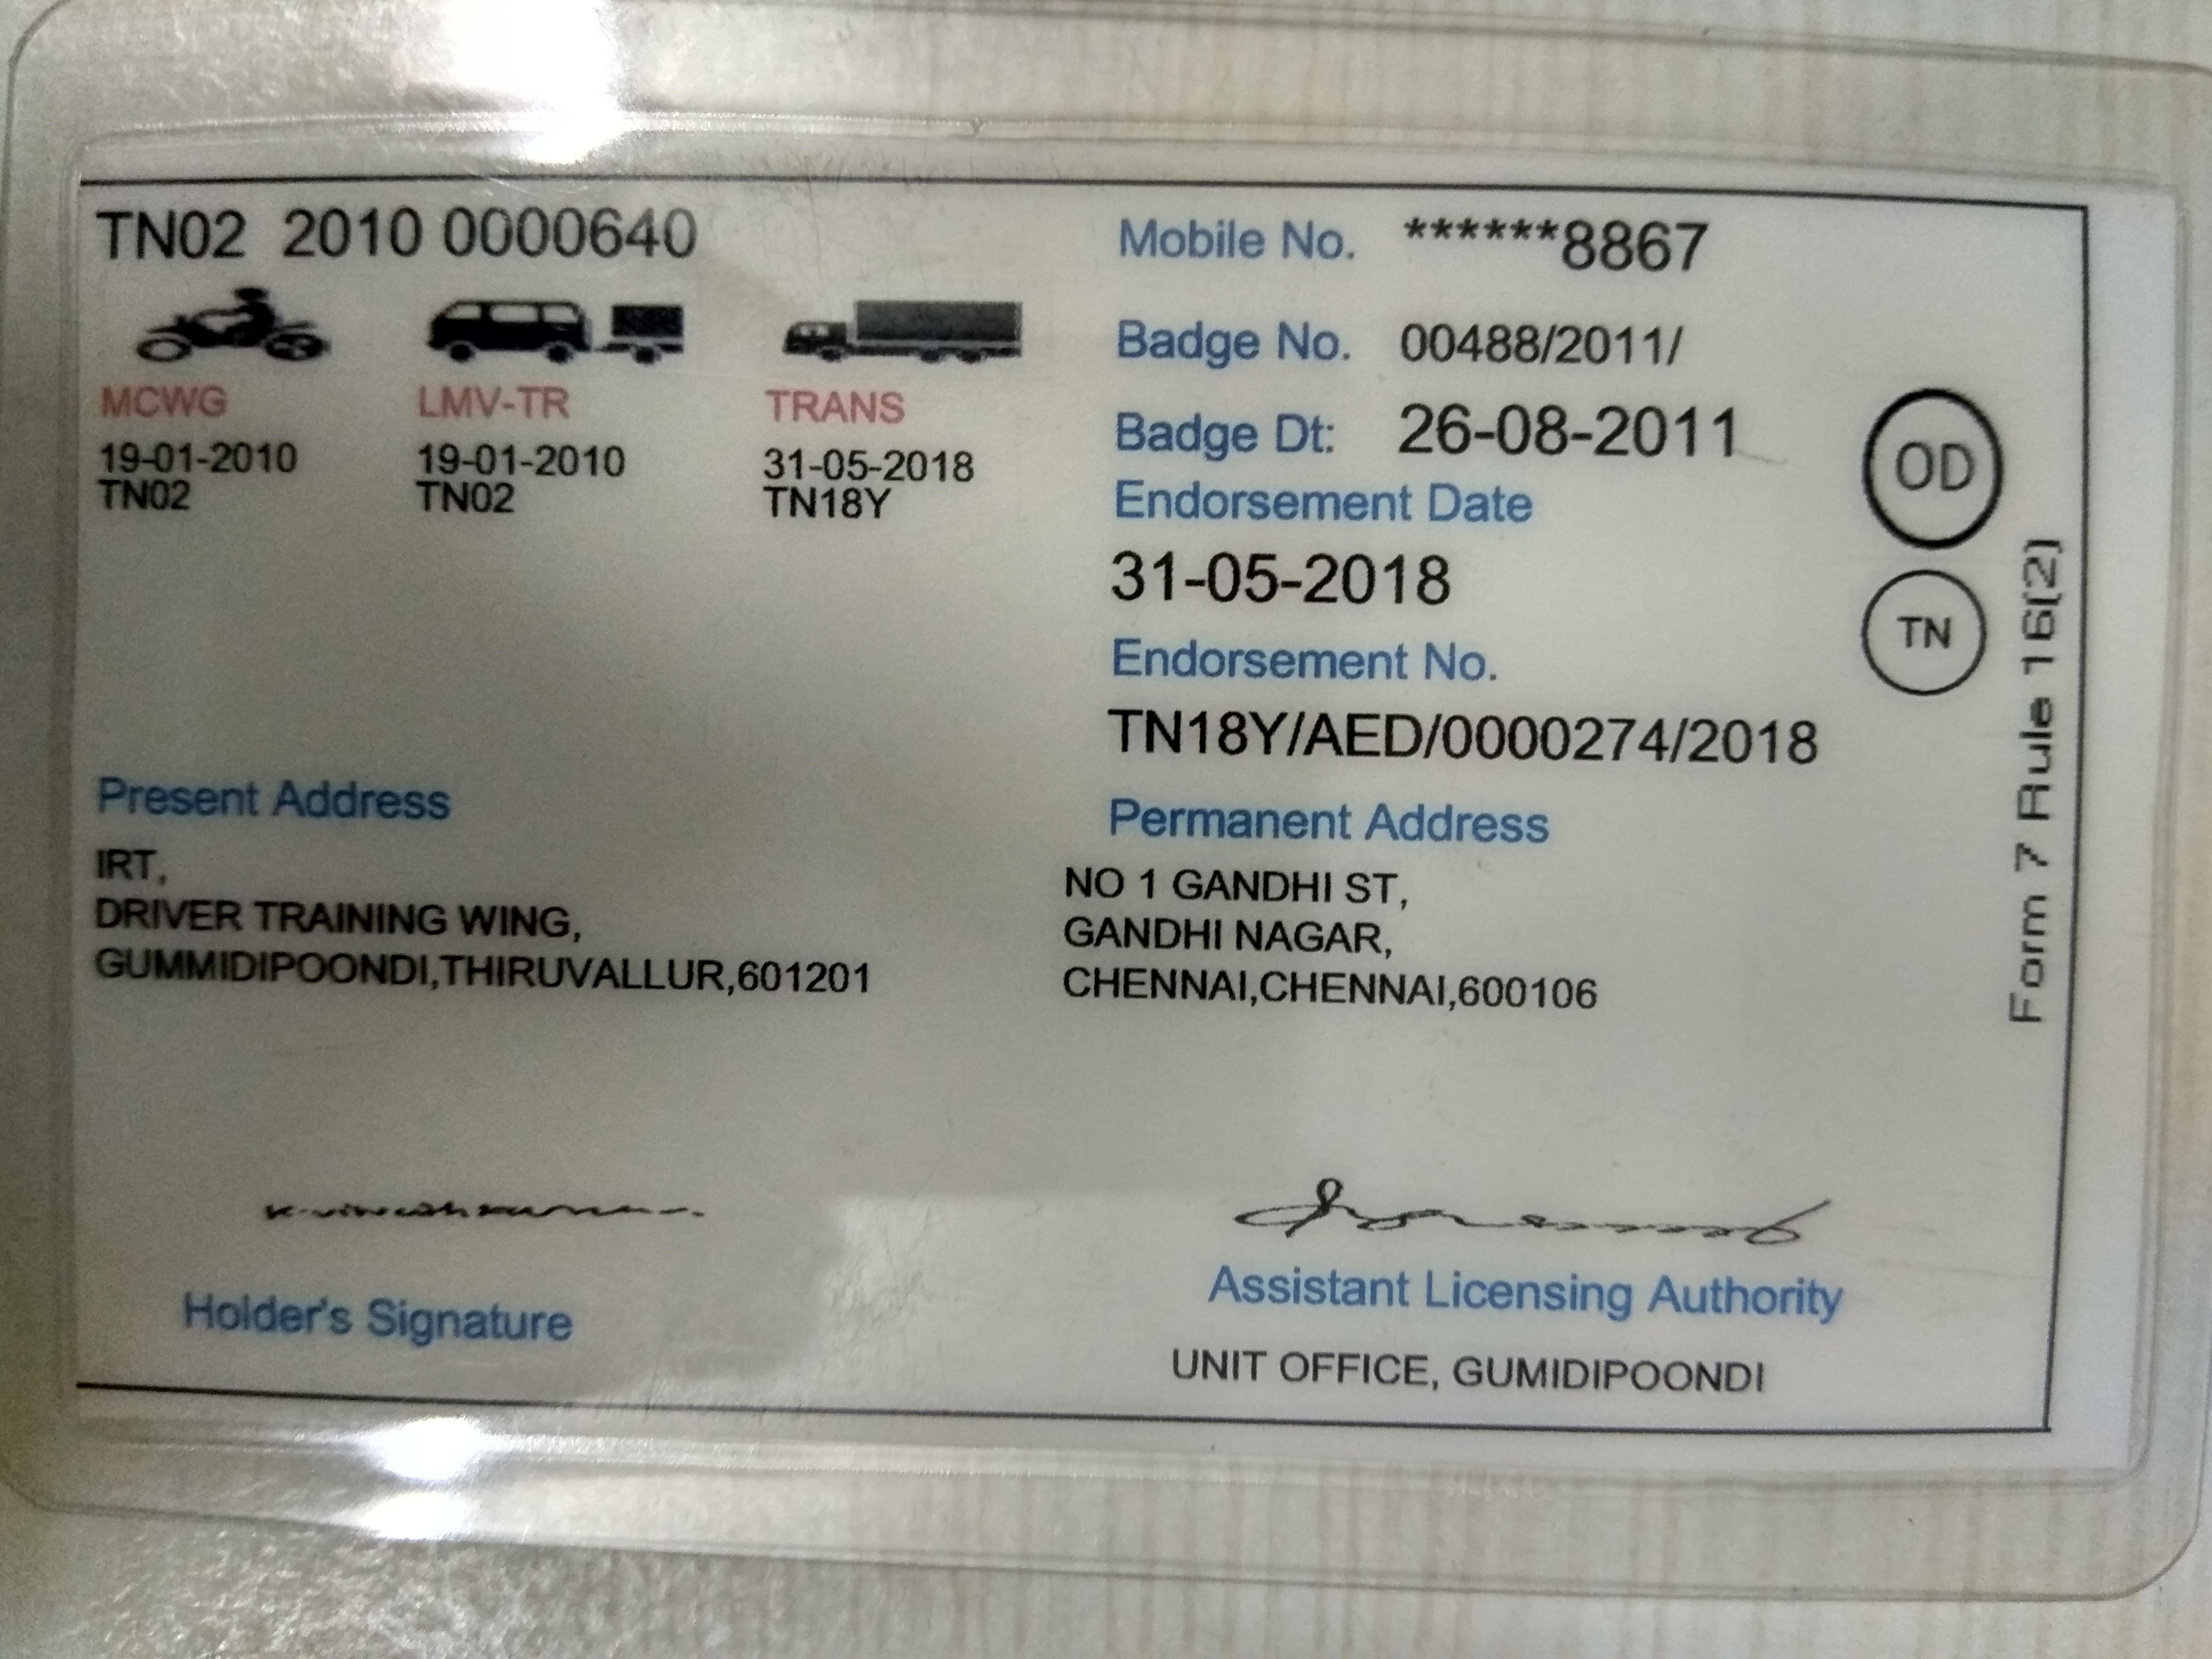 TN02 2010 0000640
MCWG LMV-TR TRANS
19-01-2010 19-01-2010 31-05-2018
TN02 TN02 TN18Y
Mobile No. ******8867
Badge No. 00488/2011/
Badge Dt: 26-08-2011
Endorsement Date
31-05-2018
Endorsement No.
TN18Y/AED/0000274/2018
OD
TN
Form 7 Rule 16(2)
Present Address
IRT,
DRIVER TRAINING WING,
GUMMIDIPOONDI,THIRUVALLUR,601201
Permanent Address
NO 1 GANDHI ST,
GANDHI NAGAR,
CHENNAI,CHENNAI,600106
Holder's Signature
Assistant Licensing Authority
UNIT OFFICE, GUMIDIPOONDI